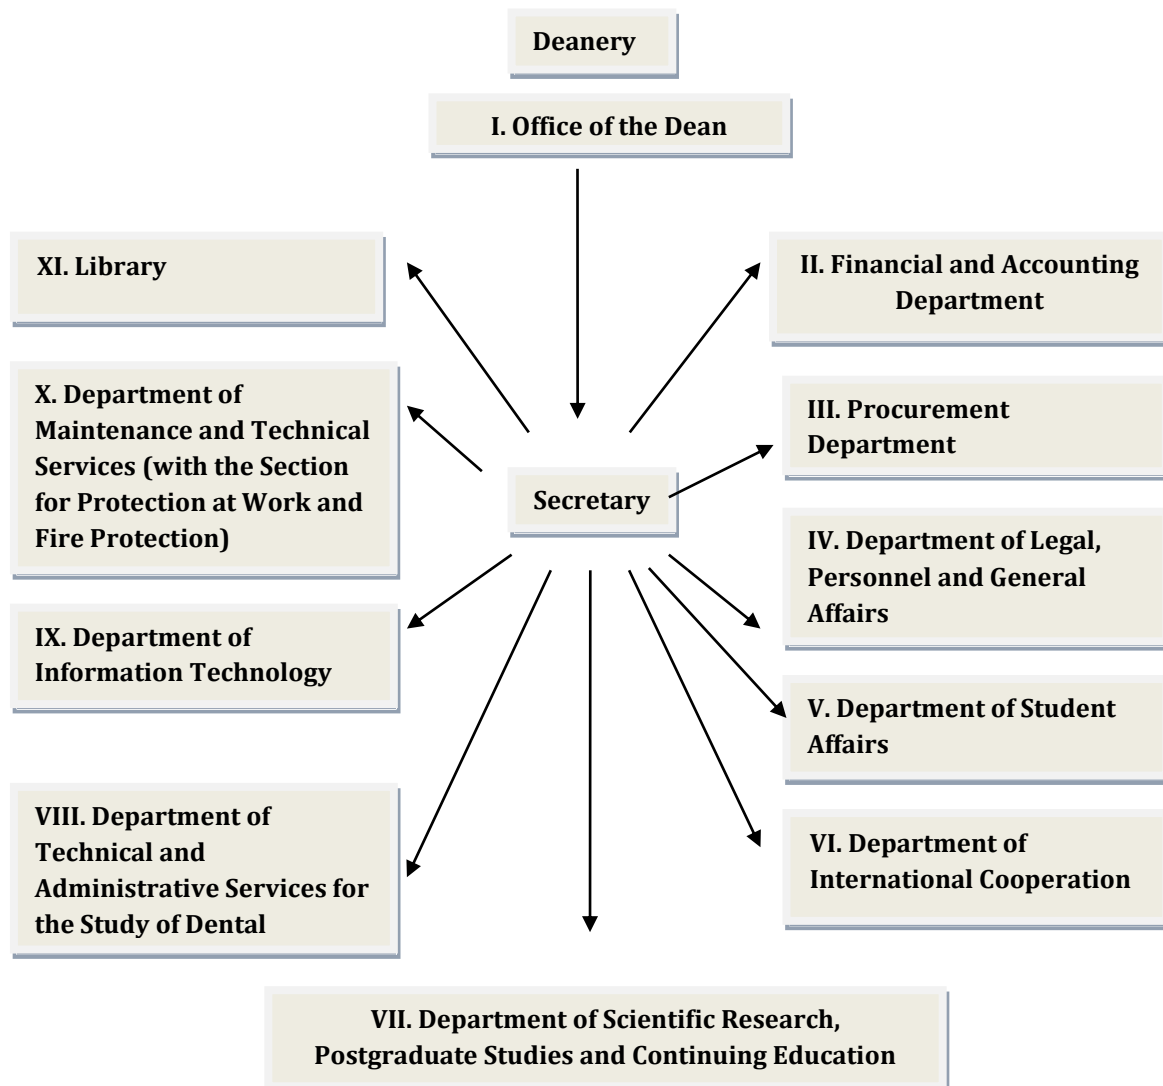 Deanery
I. Office of the Dean
XI. Library
II. Financial and Accounting
Department
X. Department of
Maintenance and Technical
Services (with the Section
for Protection at Work and
Fire Protection)
III. Procurement
Department
Secretary
IV. Department of Legal,
Personnel and General
Affairs
IX. Department of
Information Technology
V. Department of Student
Affairs
VIII. Department of
Technical and
Administrative Services for
the Study of Dental
VI. Department of
International Cooperation
VII. Department of Scientific Research,
Postgraduate Studies and Continuing Education